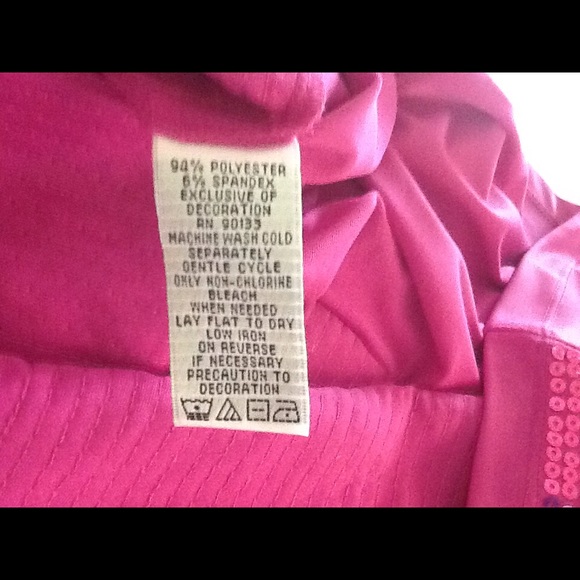 94% POLYESTER
6% SPANDEX
EXCLUSIVE OF
DECORATION
RN 90133
MACHINE WASH COLD
SEPARATELY
GENTLE CYCLE
ONLY NON-CHLORINE
BLEACH
WHEN NEEDED
LAY FLAT TO DRY
LOW IRON
ON REVERSE
IF NECESSARY
PRECAUTION TO
DECORATION